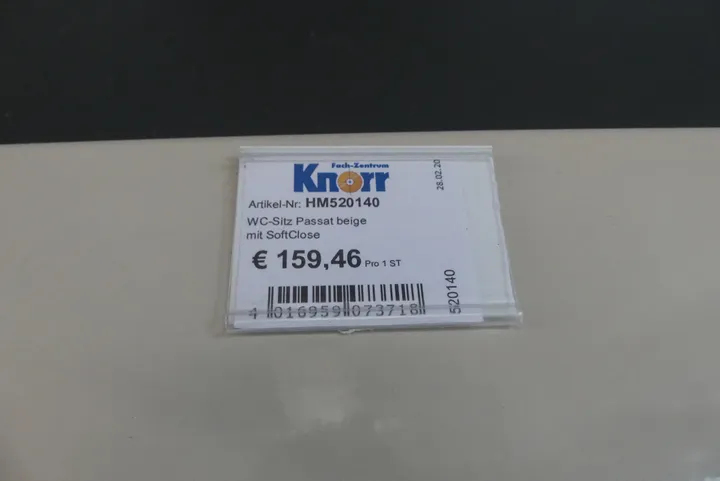 Fach-Zentrum
Knorr
26.02.20
Artikel-Nr: HM520140
WC-Sitz Passat beige
mit SoftClose
€ 159,46 Pro 1 ST
4 016959 073718
520140